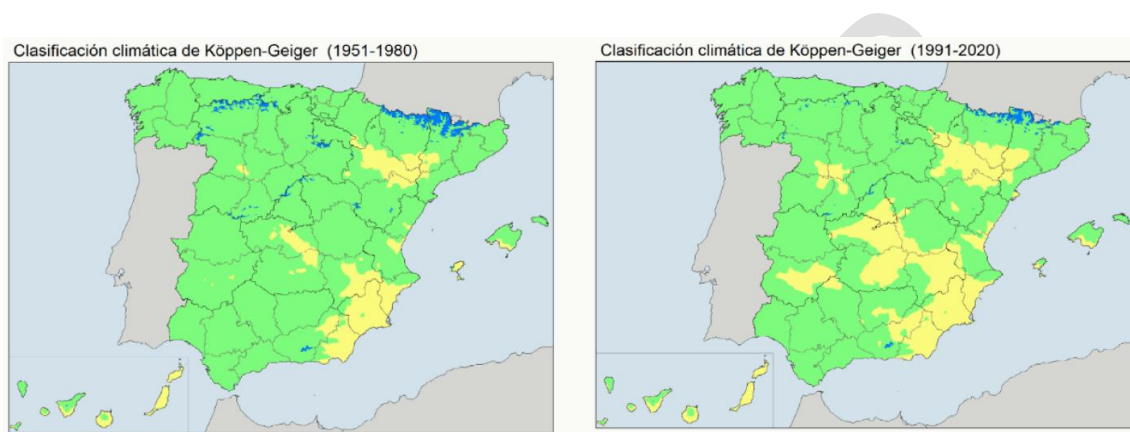 Clasificación climática de Köppen-Geiger (1951-1980)
Clasificación climática de Köppen-Geiger (1991-2020)